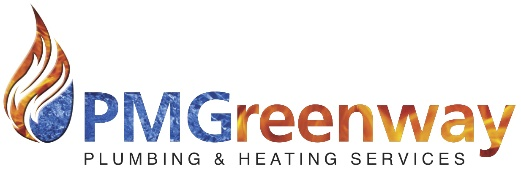 PMGreenway
PLUMBING & HEATING SERVICES